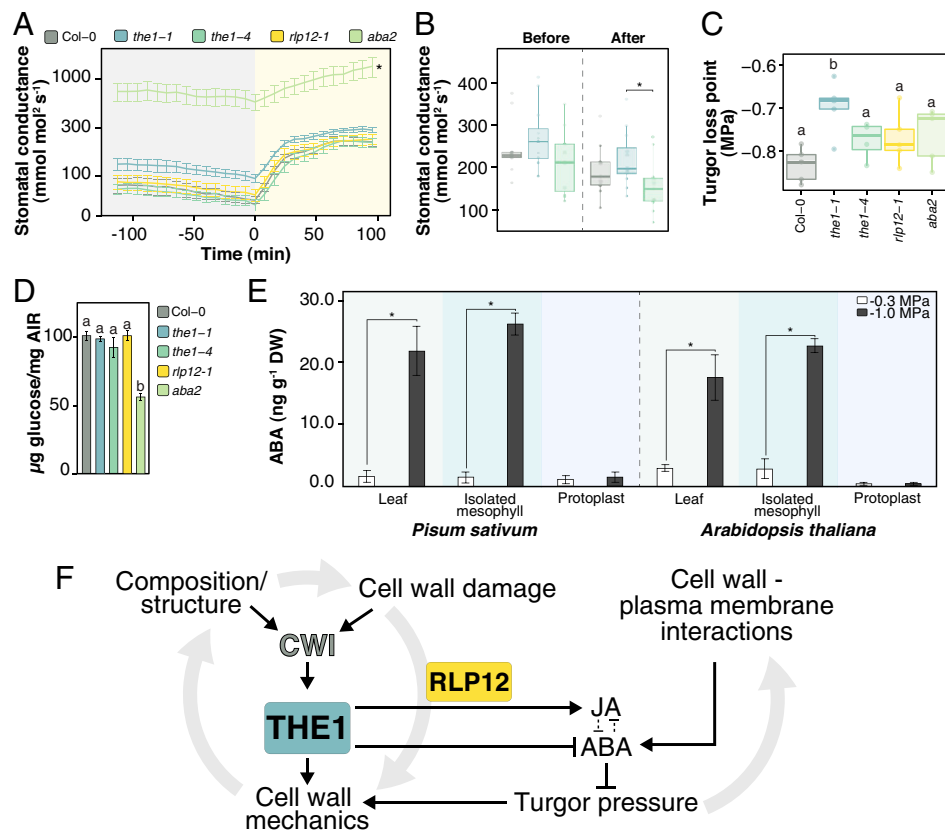 A
Col-0 the1-1 the1-4 rlp12-1 aba2
Stomatal conductance
(mmol mol² s⁻¹)
1000
300
100
0
*
-100 -50 0 50 100
Time (min)
B
Before After
Stomatal conductance
(mmol mol² s⁻¹)
400
300
200
100
*
C
Turgor loss point
(MPa)
−0.6
−0.7
−0.8
a b a a a
Col-0
the1-1
the1-4
rlp12-1
aba2
D
µg glucose/mg AIR
100
50
0
a a a a b
Col-0
the1-1
the1-4
rlp12-1
aba2
E
ABA (ng g⁻¹ DW)
30.0
20.0
10.0
0.0
* * * *
-0.3 MPa
-1.0 MPa
Leaf Isolated mesophyll Protoplast Leaf Isolated mesophyll Protoplast
Pisum sativum Arabidopsis thaliana
F
Composition/
structure
Cell wall damage
Cell wall -
plasma membrane
interactions
CWI
RLP12
THE1
JA
ABA
Cell wall
mechanics
Turgor pressure